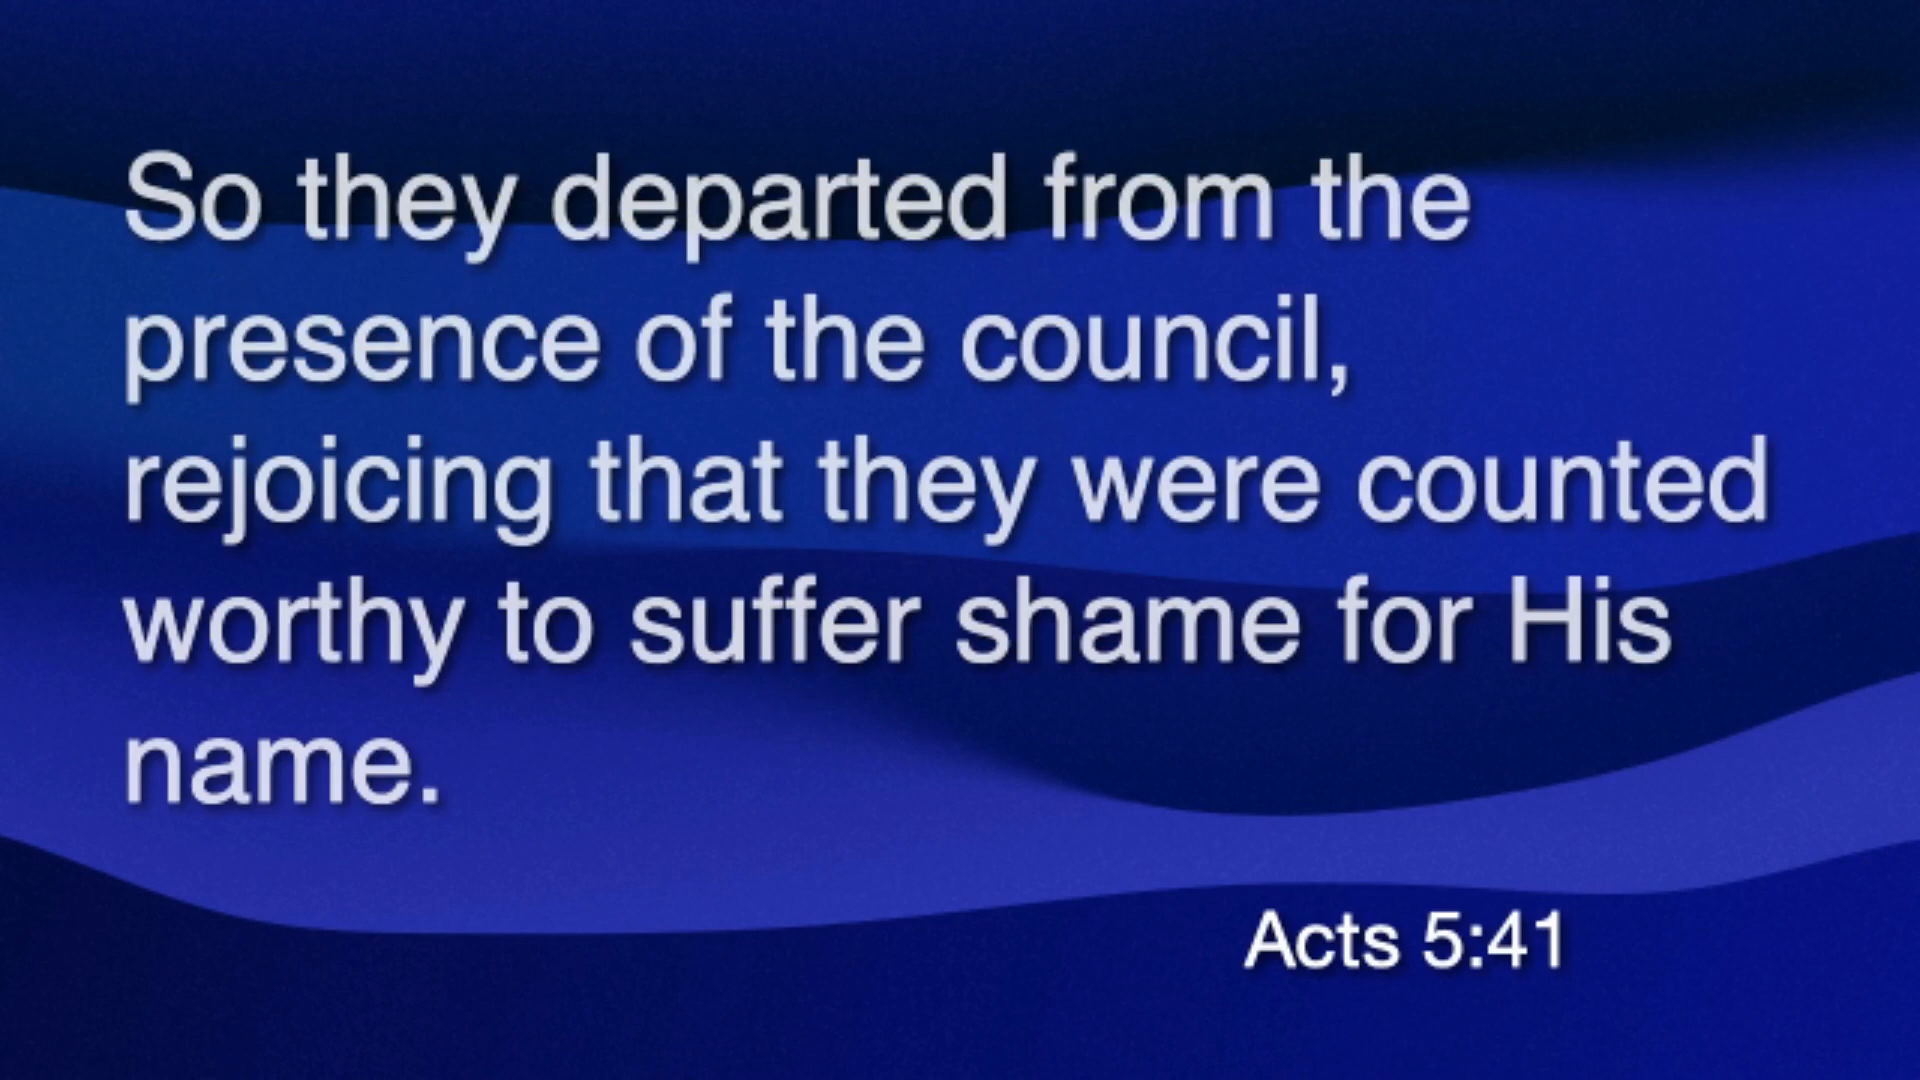 So they departed from the
presence of the council,
rejoicing that they were counted
worthy to suffer shame for His
name.
Acts 5:41